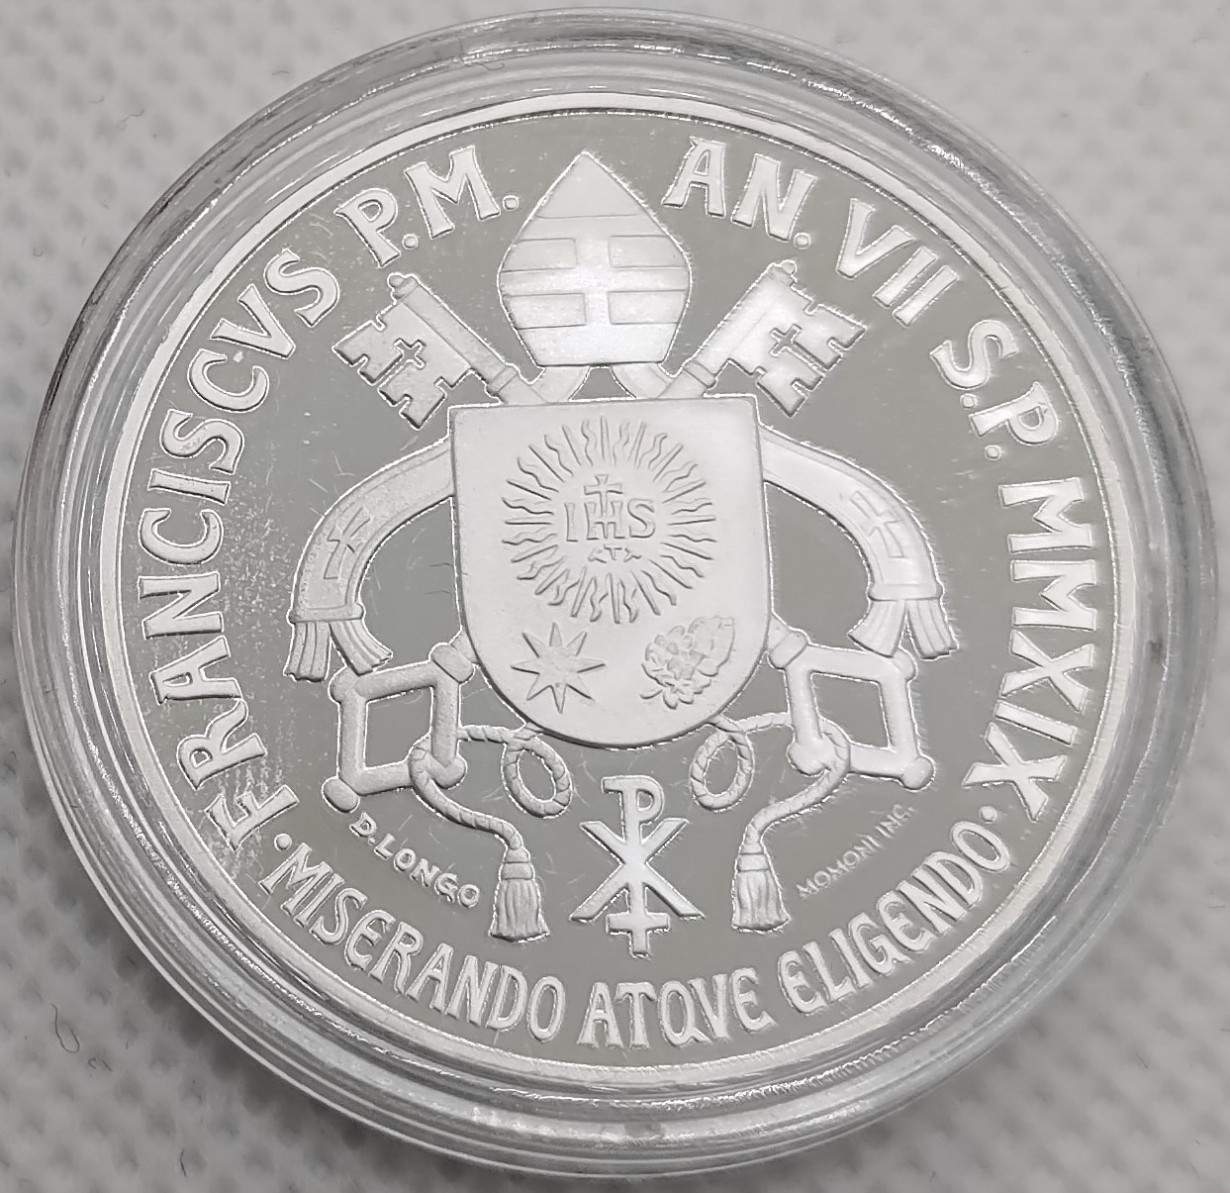 · FRANCISCVS P.M. AN. VII S.P. MMXIX ·
MISERANDO ATQVE ELIGENDO
IHS
D. LONGO
MOMONI INC.